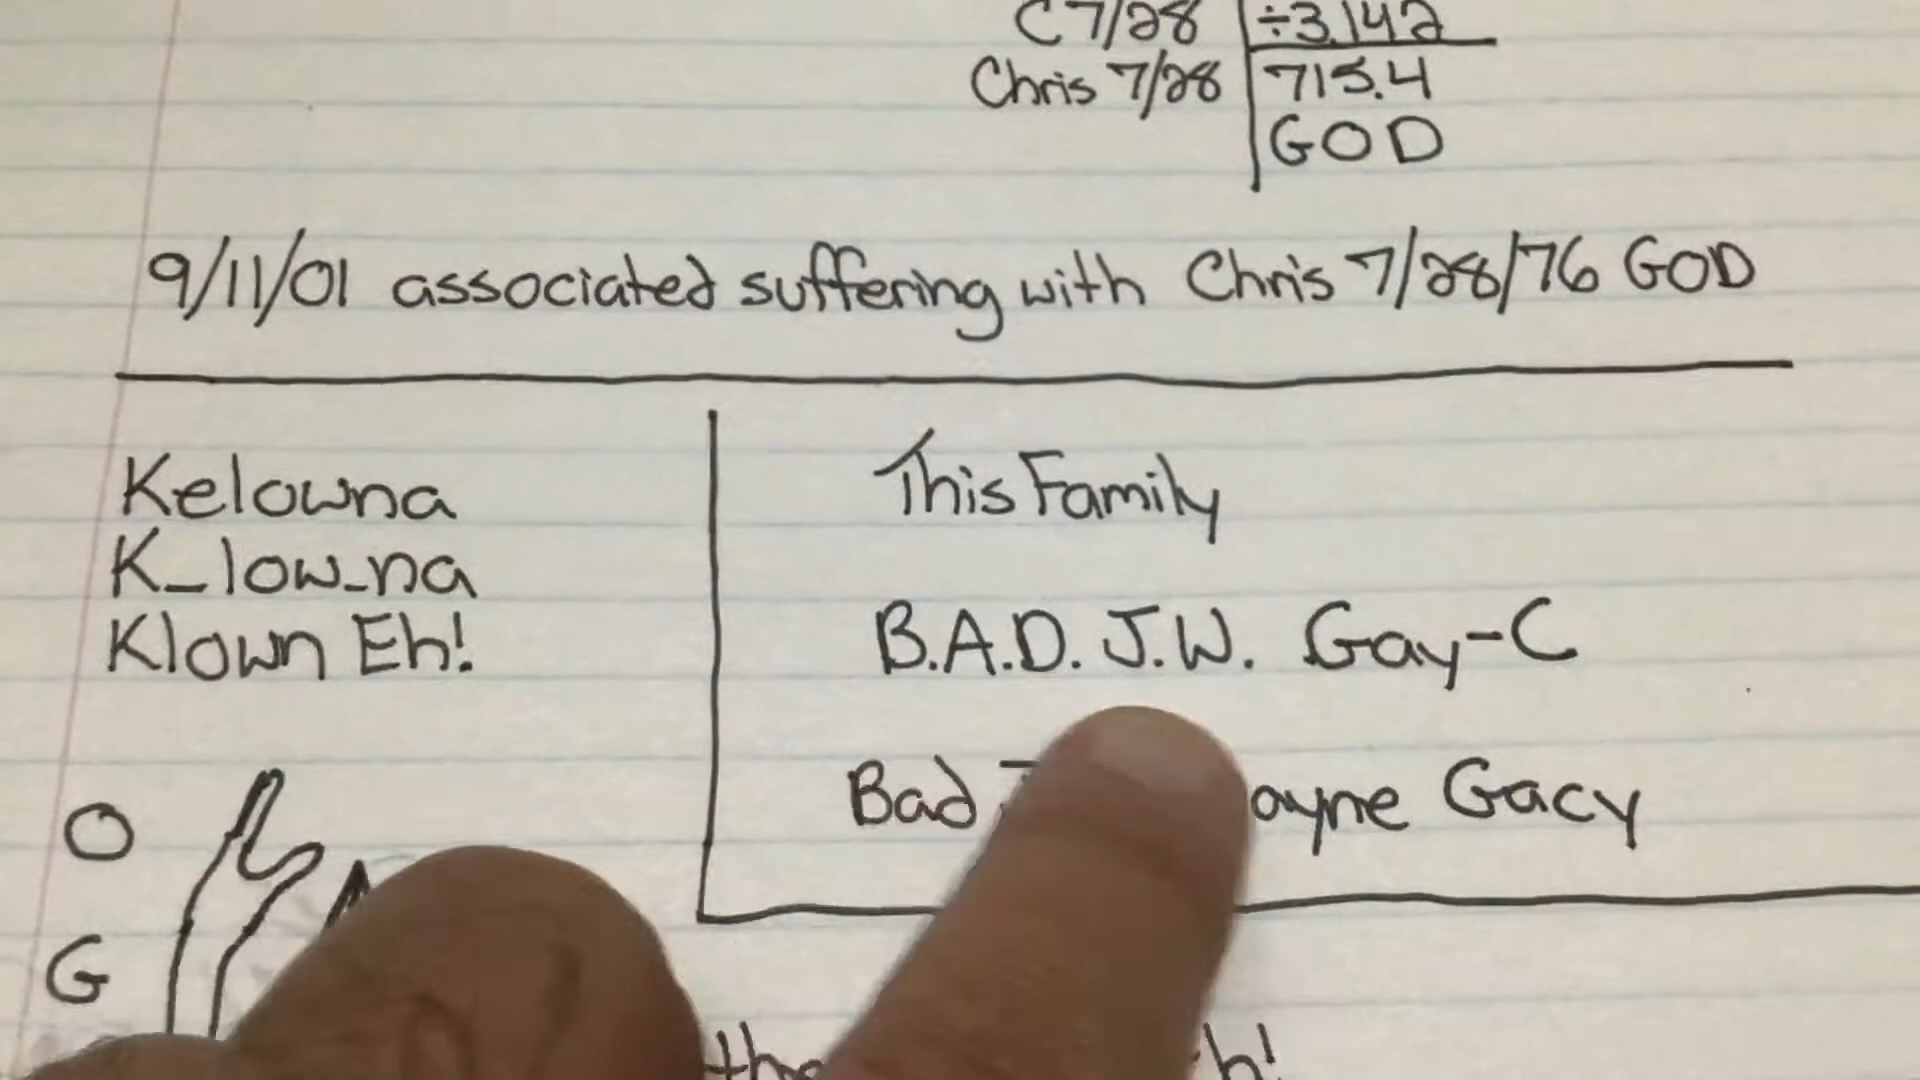 C 7/28 ÷3.142
Chris 7/28 715.4
GOD
9/11/01 associated suffering with Chris 7/28/76 GOD
Kelowna
K_low_na
Klown Eh!
This Family
B.A.D. J.W. Gay-C
Bad ayne Gacy
O
G